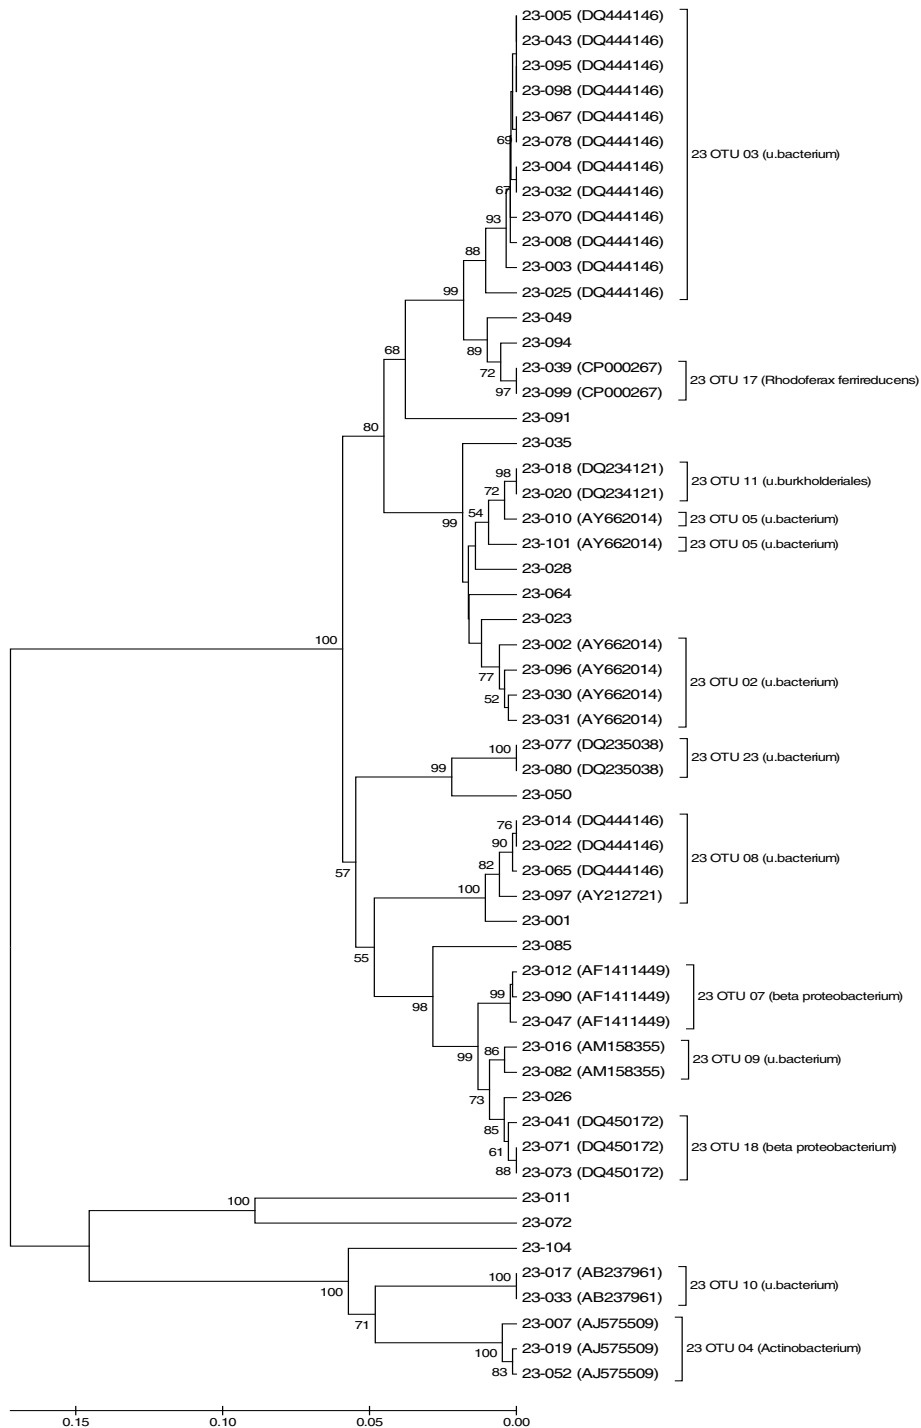 23-005 (DQ444146)
23-043 (DQ444146)
23-095 (DQ444146)
23-098 (DQ444146)
23-067 (DQ444146)
23-078 (DQ444146)
69
23 OTU 03 (u.bacterium)
23-004 (DQ444146)
23-032 (DQ444146)
67
23-070 (DQ444146)
93
23-008 (DQ444146)
88
23-003 (DQ444146)
99
23-025 (DQ444146)
23-049
89
23-094
68
72
23-039 (CP000267)
23 OTU 17 (Rhodoferax ferrireducens)
97
23-099 (CP000267)
23-091
80
23-035
23-018 (DQ234121)
98
23 OTU 11 (u.burkholderiales)
72
23-020 (DQ234121)
54
23-010 (AY662014)
23 OTU 05 (u.bacterium)
99
23-101 (AY662014)
23 OTU 05 (u.bacterium)
23-028
23-064
23-023
100
23-002 (AY662014)
23-096 (AY662014)
77
23 OTU 02 (u.bacterium)
52
23-030 (AY662014)
23-031 (AY662014)
23-077 (DQ235038)
100
23 OTU 23 (u.bacterium)
99
23-080 (DQ235038)
23-050
23-014 (DQ444146)
76
23-022 (DQ444146)
90
23 OTU 08 (u.bacterium)
82
23-065 (DQ444146)
57
100
23-097 (AY212721)
23-001
23-085
55
23-012 (AF1411449)
99
23-090 (AF1411449)
23 OTU 07 (beta proteobacterium)
98
23-047 (AF1411449)
23-016 (AM158355)
99
86
23 OTU 09 (u.bacterium)
23-082 (AM158355)
73
23-026
23-041 (DQ450172)
85
23-071 (DQ450172)
23 OTU 18 (beta proteobacterium)
61
88
23-073 (DQ450172)
100
23-011
23-072
23-104
23-017 (AB237961)
100
23 OTU 10 (u.bacterium)
100
23-033 (AB237961)
71
23-007 (AJ575509)
23-019 (AJ575509)
23 OTU 04 (Actinobacterium)
100
83
23-052 (AJ575509)
0.15 0.10 0.05 0.00